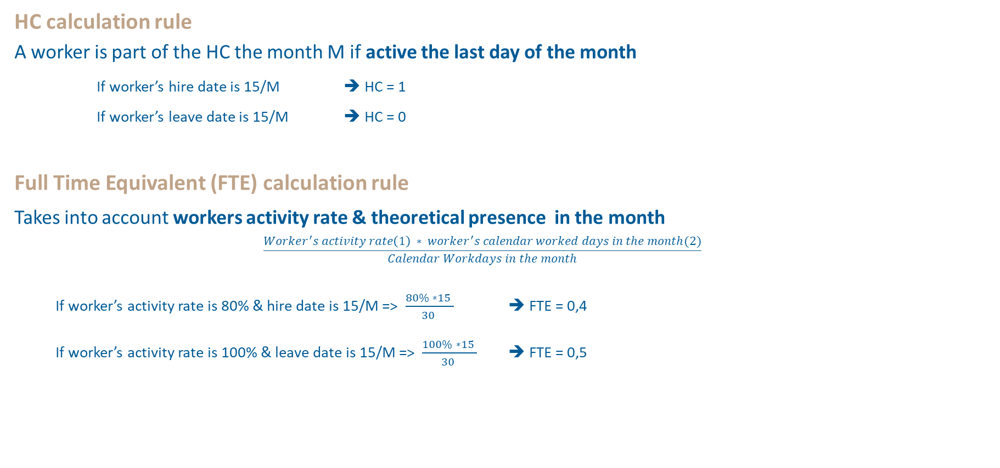 HC calculation rule
A worker is part of the HC the month M if active the last day of the month
If worker’s hire date is 15/M ➔ HC = 1
If worker’s leave date is 15/M ➔ HC = 0
Full Time Equivalent (FTE) calculation rule
Takes into account workers activity rate & theoretical presence in the month
Worker's activity rate(1) * worker's calendar worked days in the month(2)
Calendar Workdays in the month
If worker’s activity rate is 80% & hire date is 15/M => 80% *15 / 30 ➔ FTE = 0,4
If worker’s activity rate is 100% & leave date is 15/M => 100% *15 / 30 ➔ FTE = 0,5